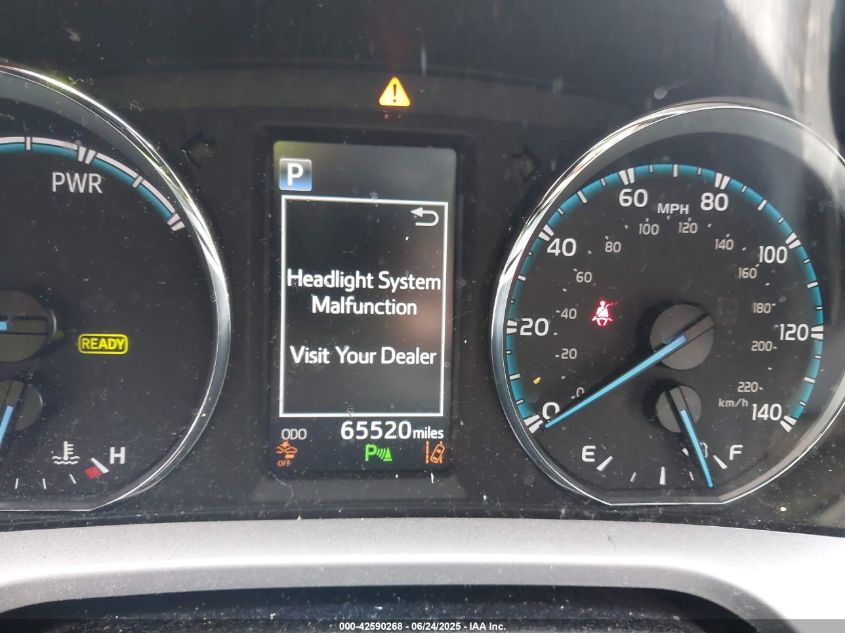 PWR
READY
H
P
Headlight System
Malfunction
Visit Your Dealer
ODO 65520 miles
OFF
P
0 20 40 60 80 100 120 140
MPH
0 20 40 60 80 100 120 140 160 180 200 220
km/h
E F
000-42590268 - 06/24/2025 - IAA Inc.